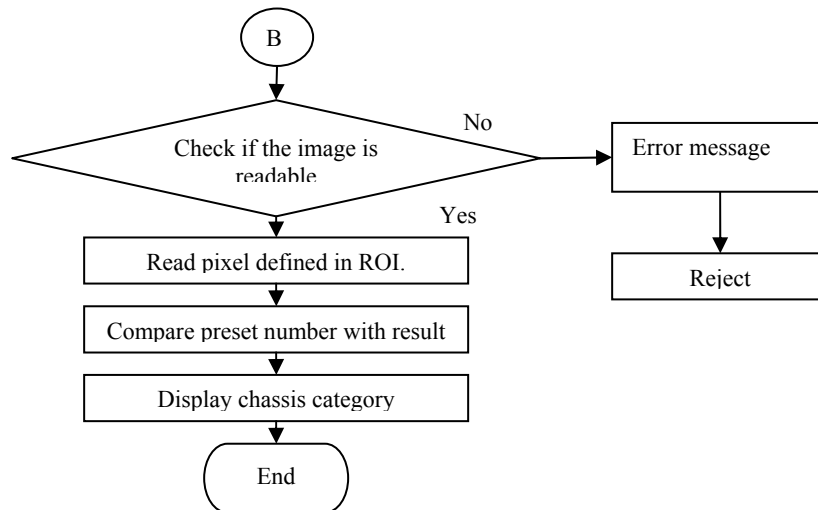 B
No
Check if the image is
readable
Error message
Yes
Read pixel defined in ROI.
Reject
Compare preset number with result
Display chassis category
End